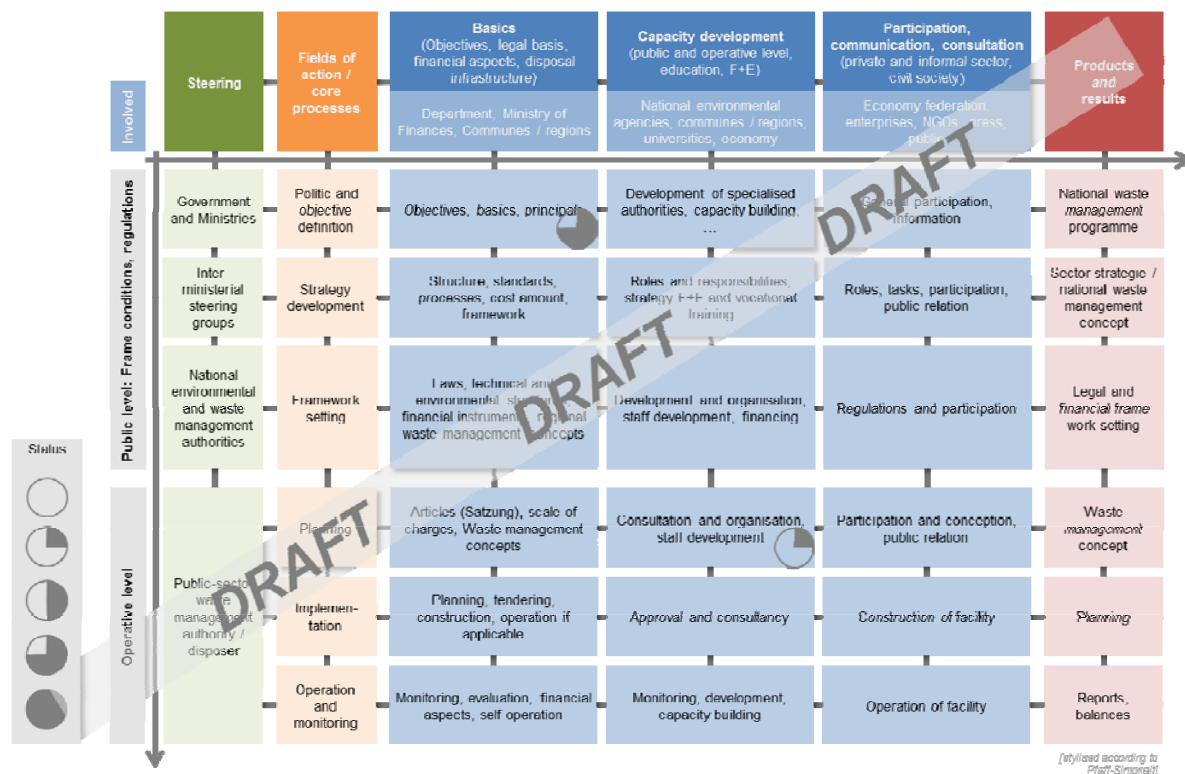 Involved
Steering
Fields of
action /
core
processes
Basics
(Objectives, legal basis,
financial aspects, disposal
infrastructure)
Department, Ministry of
Finances, Communes / regions
Capacity development
(public and operative level,
education, F+E)
National environmental
agencies, communes / regions,
universities, economy
Participation,
communication, consultation
(private and informal sector,
civil society)
Economy federation,
enterprises, NGOs, press,
public
Products
and
results
Public level: Frame conditions, regulations
Government
and Ministries
Politic and
objective
definition
Objectives, basics, principals
Development of specialised
authorities, capacity building,
...
General participation,
information
National waste
management
programme
Inter
ministerial
steering
groups
Strategy
development
Structure, standards,
processes, cost amount,
framework
Roles and responsibilities,
strategy F+E and vocational
training
Roles, tasks, participation,
public relation
Sector strategic /
national waste
management
concept
National
environmental
and waste
management
authorities
Framework
setting
Laws, technical and
environmental
financial instruments, regional
waste management concepts
Development and organisation,
staff development, financing
Regulations and participation
Legal and
financial frame
work setting
Status
Operative level
Public-sector
waste
management
authority /
disposer
Planning
Articles (Satzung), scale of
charges, Waste management
concepts
Consultation and organisation,
staff development
Participation and conception,
public relation
Waste
management
concept
Implemen-
tation
Planning, tendering,
construction, operation if
applicable
Approval and consultancy
Construction of facility
Planning
Operation
and
monitoring
Monitoring, evaluation, financial
aspects, self operation
Monitoring, development,
capacity building
Operation of facility
Reports,
balances
DRAFT
DRAFT
DRAFT
[stylised according to
Pfaff-Simoneit]